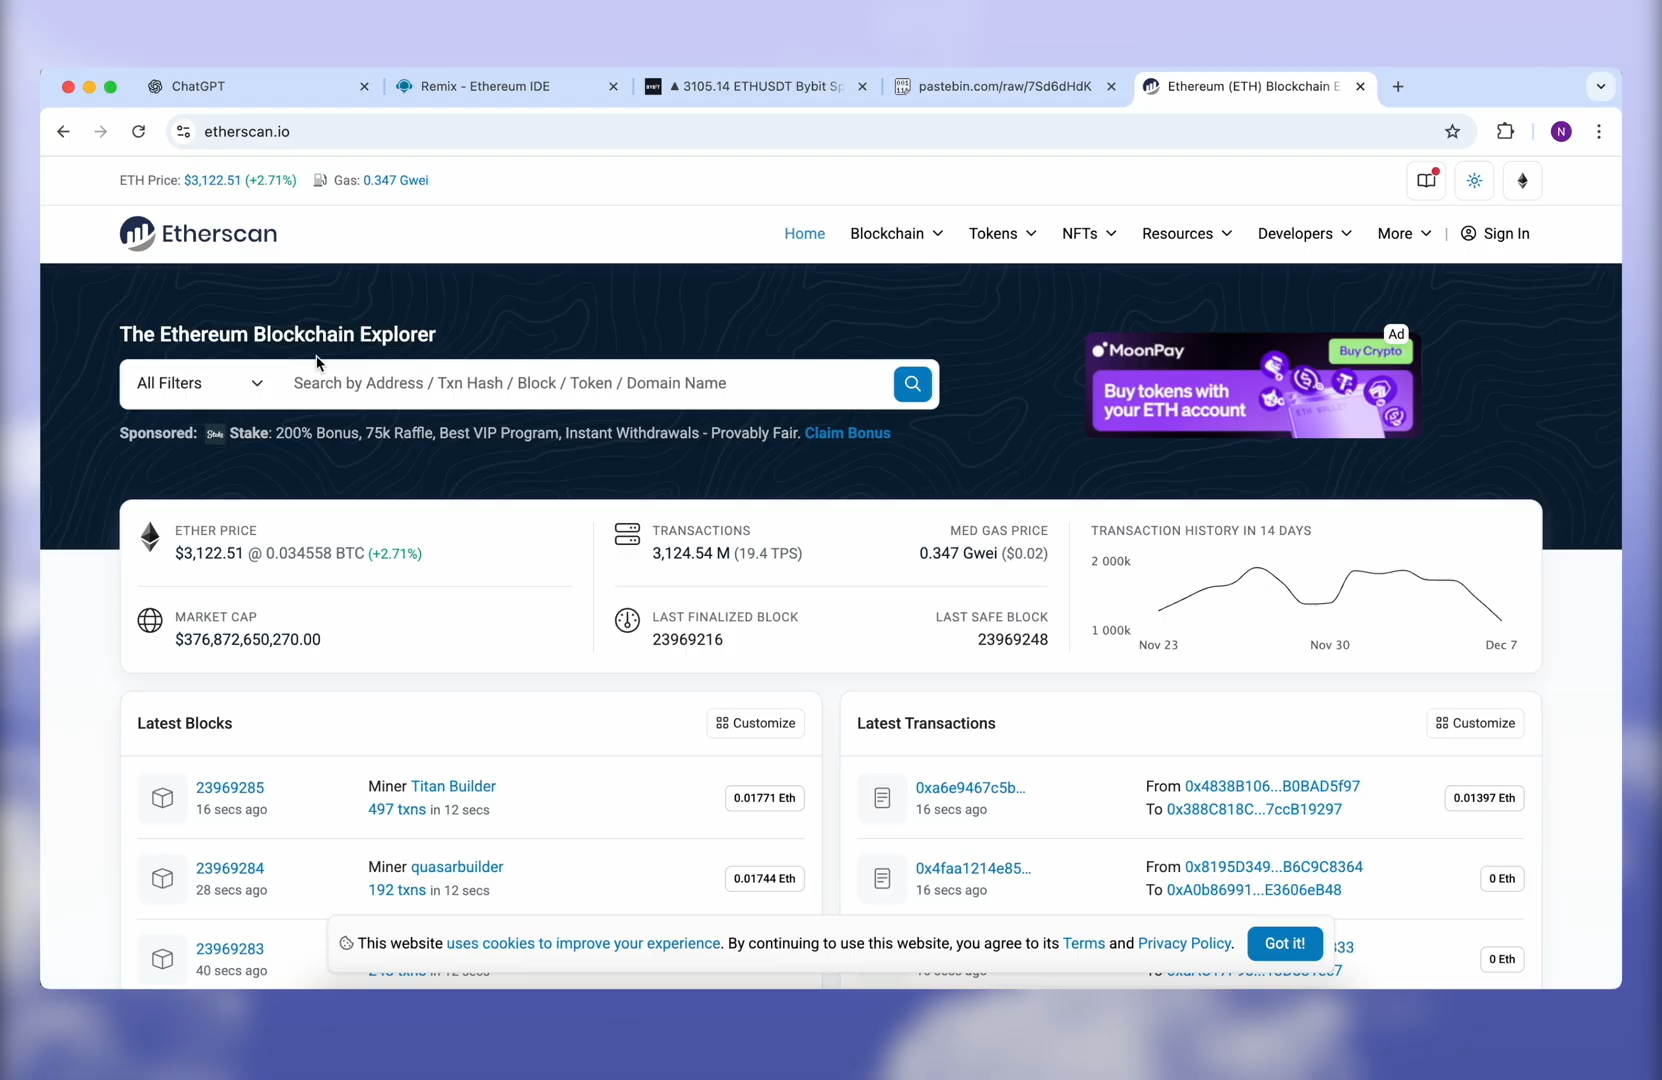 ChatGPT
Remix - Ethereum IDE
BYBIT
▲ 3105.14 ETHUSDT Bybit Sp
pastebin.com/raw/7Sd6dHdK
Ethereum (ETH) Blockchain E
etherscan.io
N
ETH Price: $3,122.51 (+2.71%) Gas: 0.347 Gwei
Etherscan
Home Blockchain Tokens NFTs Resources Developers More | Sign In
The Ethereum Blockchain Explorer
All Filters
Search by Address / Txn Hash / Block / Token / Domain Name
Sponsored: Stake Stake: 200% Bonus, 75k Raffle, Best VIP Program, Instant Withdrawals - Provably Fair. Claim Bonus
Ad
MoonPay
Buy Crypto
Buy tokens with
your ETH account
ETH WALLET
ETHER PRICE
$3,122.51 @ 0.034558 BTC (+2.71%)
MARKET CAP
$376,872,650,270.00
TRANSACTIONS
3,124.54 M (19.4 TPS)
MED GAS PRICE
0.347 Gwei ($0.02)
LAST FINALIZED BLOCK
23969216
LAST SAFE BLOCK
23969248
TRANSACTION HISTORY IN 14 DAYS
2 000k
1 000k
Nov 23 Nov 30 Dec 7
Latest Blocks
Customize
23969285
16 secs ago
Miner Titan Builder
497 txns in 12 secs
0.01771 Eth
23969284
28 secs ago
Miner quasarbuilder
192 txns in 12 secs
0.01744 Eth
23969283
40 secs ago
Latest Transactions
Customize
0xa6e9467c5b...
16 secs ago
From 0x4838B106...B0BAD5f97
To 0x388C818C...7ccB19297
0.01397 Eth
0x4faa1214e85...
16 secs ago
From 0x8195D349...B6C9C8364
To 0xA0b86991...E3606eB48
0 Eth
0 Eth
This website uses cookies to improve your experience. By continuing to use this website, you agree to its Terms and Privacy Policy.
Got it!